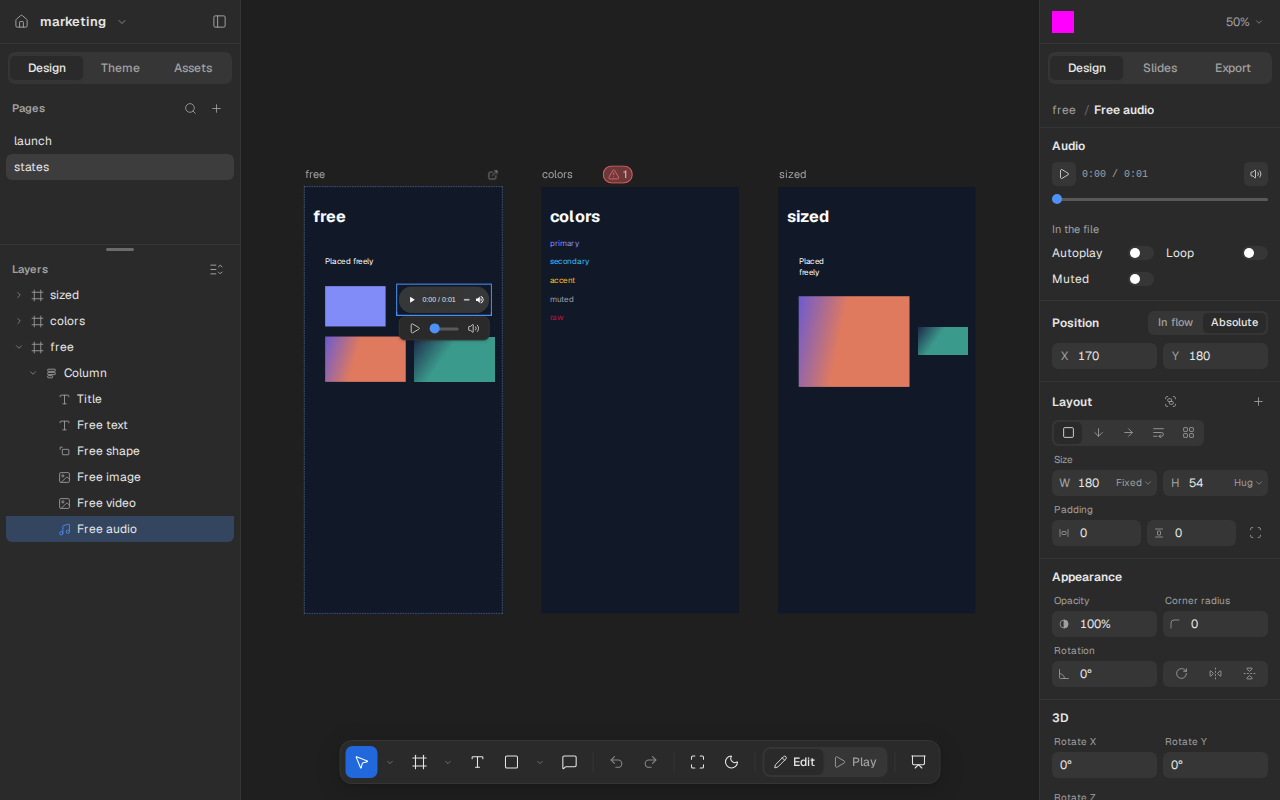 marketing
Design
Theme
Assets
Pages
launch
states
Layers
sized
colors
free
Column
Title
Free text
Free shape
Free image
Free video
Free audio
free
free
Placed freely
0:00 / 0:01
colors
1
colors
primary
secondary
accent
muted
raw
sized
sized
Placed
freely
Edit
Play
50%
Design
Slides
Export
free / Free audio
Audio
0:00 / 0:01
In the file
Autoplay
Loop
Muted
Position
In flow
Absolute
X 170
Y 180
Layout
Size
W 180 Fixed
H 54 Hug
Padding
0
0
Appearance
Opacity
Corner radius
100%
0
Rotation
0°
3D
Rotate X
Rotate Y
0°
0°
Rotate Z